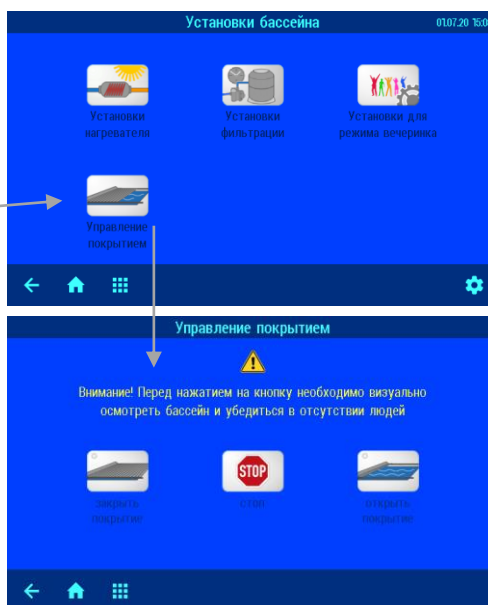 Установки бассейна
01.07.20 15:0
Установки нагревателя
Установки фильтрации
Установки для режима вечеринка
Управление покрытием
Управление покрытием
Внимание! Перед нажатием на кнопку необходимо визуально
осмотреть бассейн и убедиться в отсутствии людей
STOP
закрыть покрытие
стоп
открыть покрытие